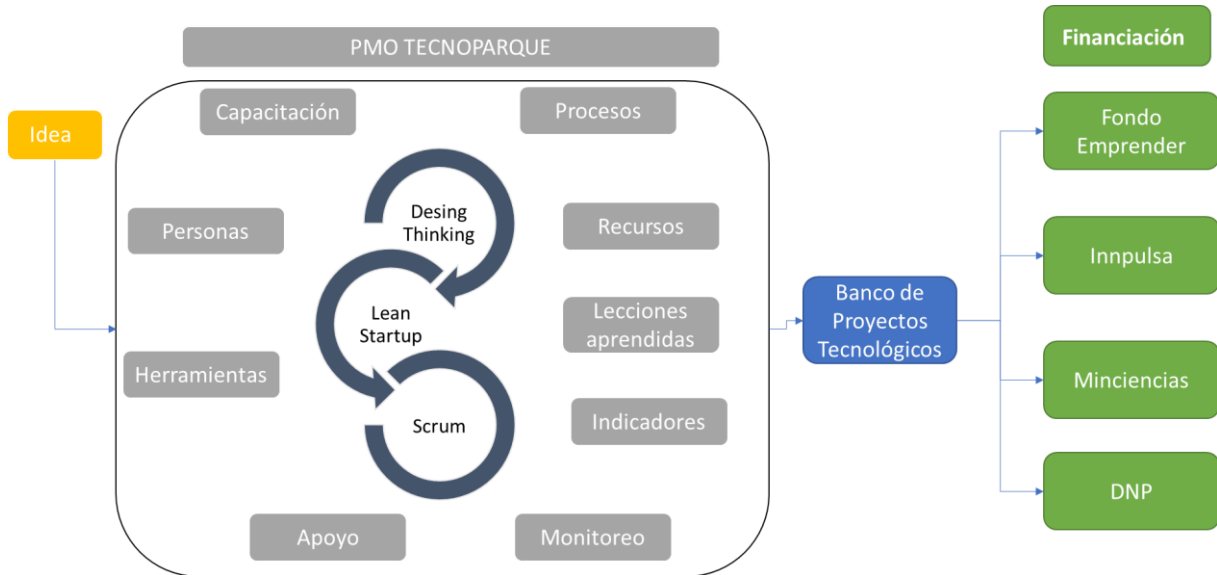 PMO TECNOPARQUE
Financiación
Capacitación
Procesos
Idea
Fondo
Emprender
Desing
Thinking
Personas
Recursos
Innpulsa
Lean
Startup
Lecciones
aprendidas
Banco de
Proyectos
Tecnológicos
Herramientas
Minciencias
Scrum
Indicadores
DNP
Apoyo
Monitoreo